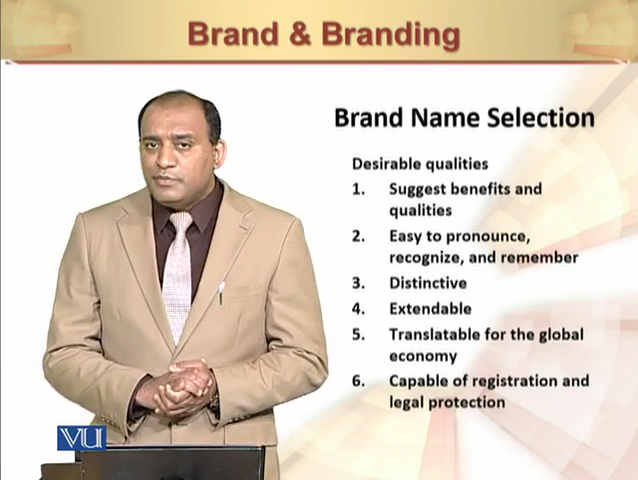 Brand & Branding
Brand Name Selection
Desirable qualities
1. Suggest benefits and
qualities
2. Easy to pronounce,
recognize, and remember
3. Distinctive
4. Extendable
5. Translatable for the global
economy
6. Capable of registration and
legal protection
VU